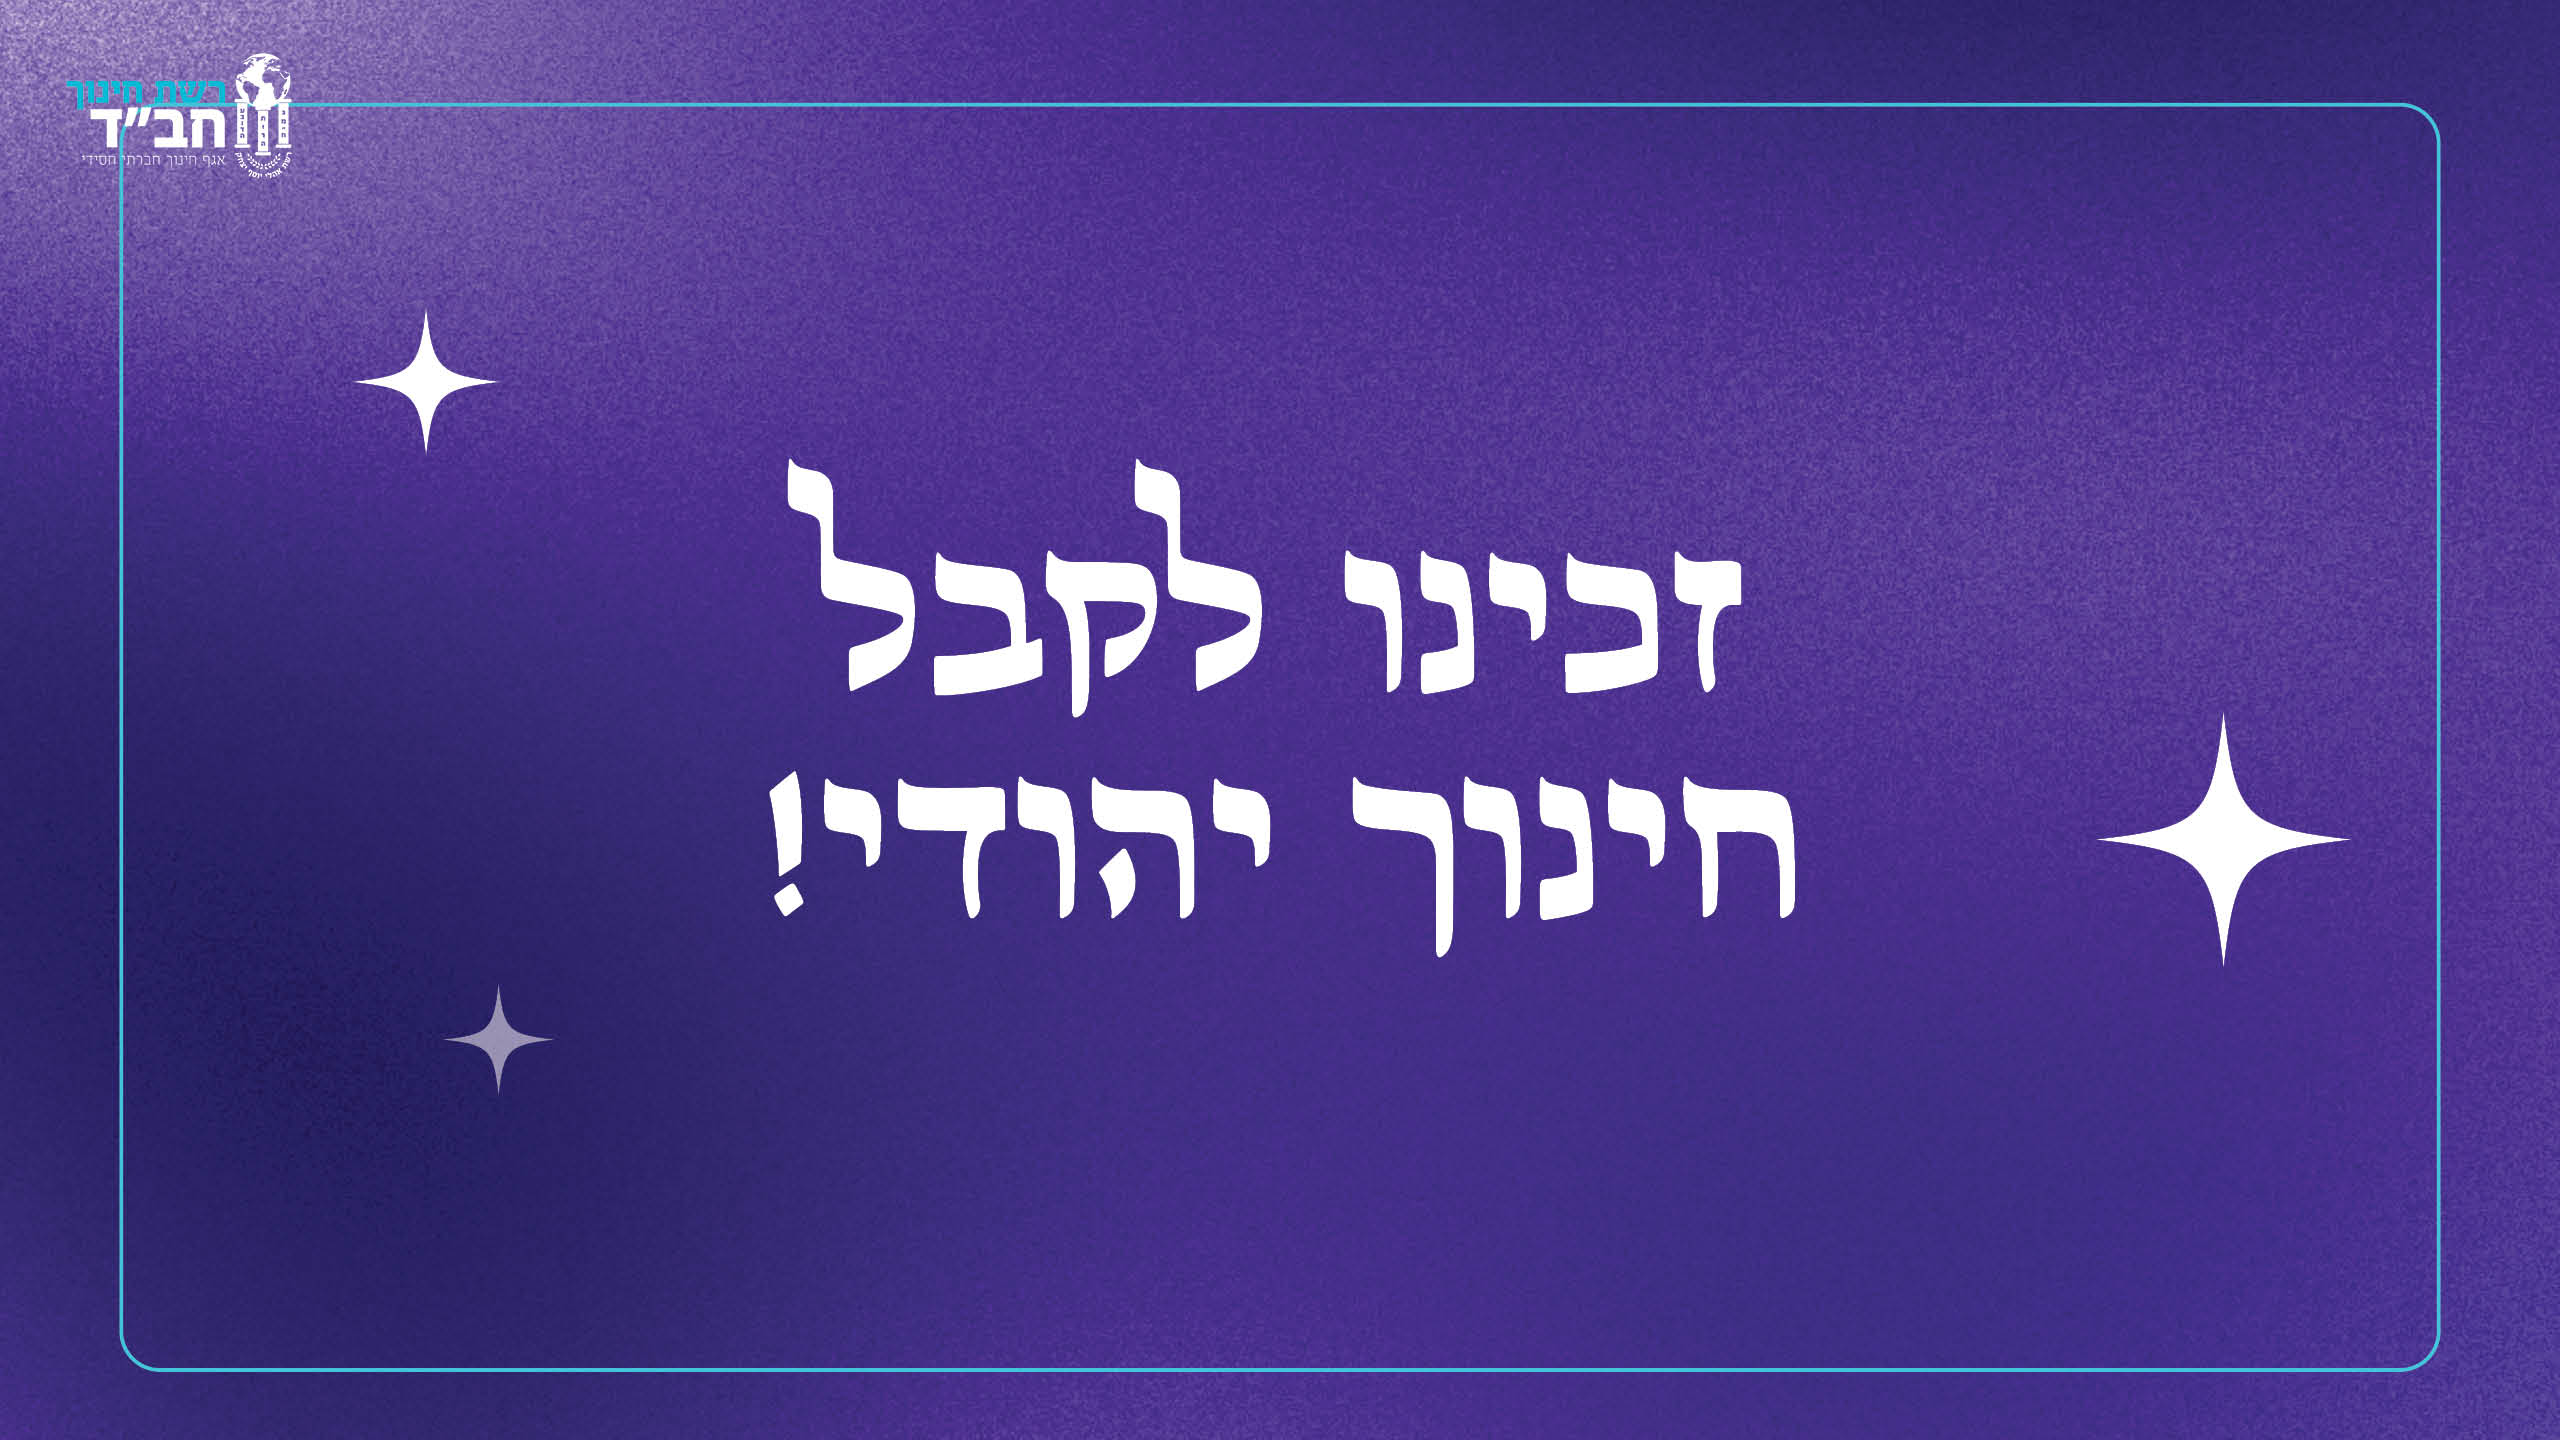 רשת חינוך
חב״ד
אגף חינוך חברתי חסידי
זכינו לקבל
חינוך יהודי!